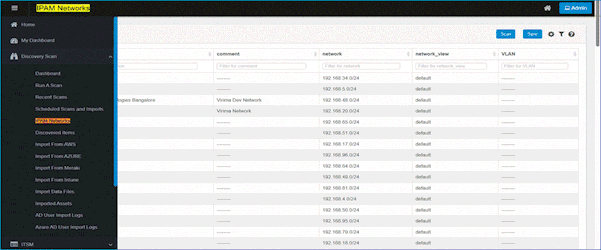 IPAM Networks
Admin
Home
My Dashboard
Discovery Scan
Dashboard
Run A Scan
Recent Scans
Scheduled Scans and Imports
IPAM Networks
Discovered Items
Import From AWS
Import From AZURE
Import From Meraki
Import From Intune
Import Data Files
Imported Assets
AD User Import Logs
Azure AD User Import Logs
ITSM
Scan
Sync
comment network network_view VLAN
Filter for comment Filter for network Filter for network_view Filter for VLAN
-------- 192.168.34.0/24 default --------
-------- 192.168.5.0/24 default --------
Bangalore Virima Dev Network 192.168.48.0/24 default --------
Virima Network 192.168.20.0/24 default --------
-------- 192.168.65.0/24 default --------
-------- 192.168.51.0/24 default --------
-------- 192.168.17.0/24 default --------
-------- 192.168.96.0/24 default --------
-------- 192.168.64.0/24 default --------
-------- 192.168.49.0/24 default --------
-------- 192.168.61.0/24 default --------
-------- 192.168.4.0/24 default --------
-------- 192.168.50.0/24 default --------
-------- 192.168.95.0/24 default --------
-------- 192.168.79.0/24 default --------
-------- 192.168.18.0/24 default --------